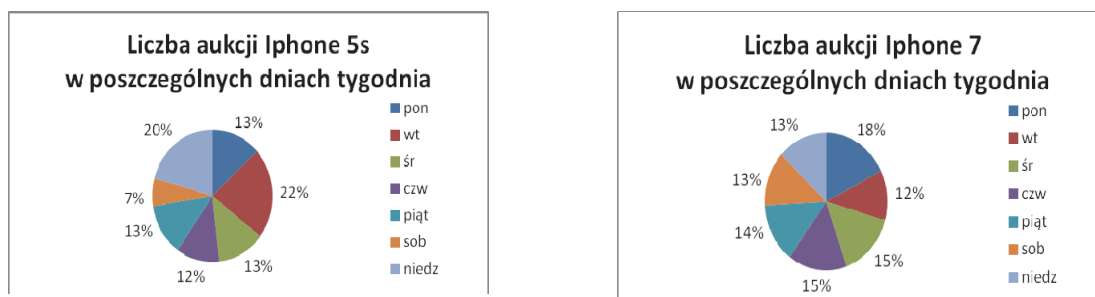 Liczba aukcji Iphone 5s
w poszczególnych dniach tygodnia
20%
13%
22%
13%
12%
13%
7%
pon
wt
śr
czw
piąt
sob
niedz
Liczba aukcji Iphone 7
w poszczególnych dniach tygodnia
13%
18%
12%
15%
15%
14%
13%
pon
wt
śr
czw
piąt
sob
niedz